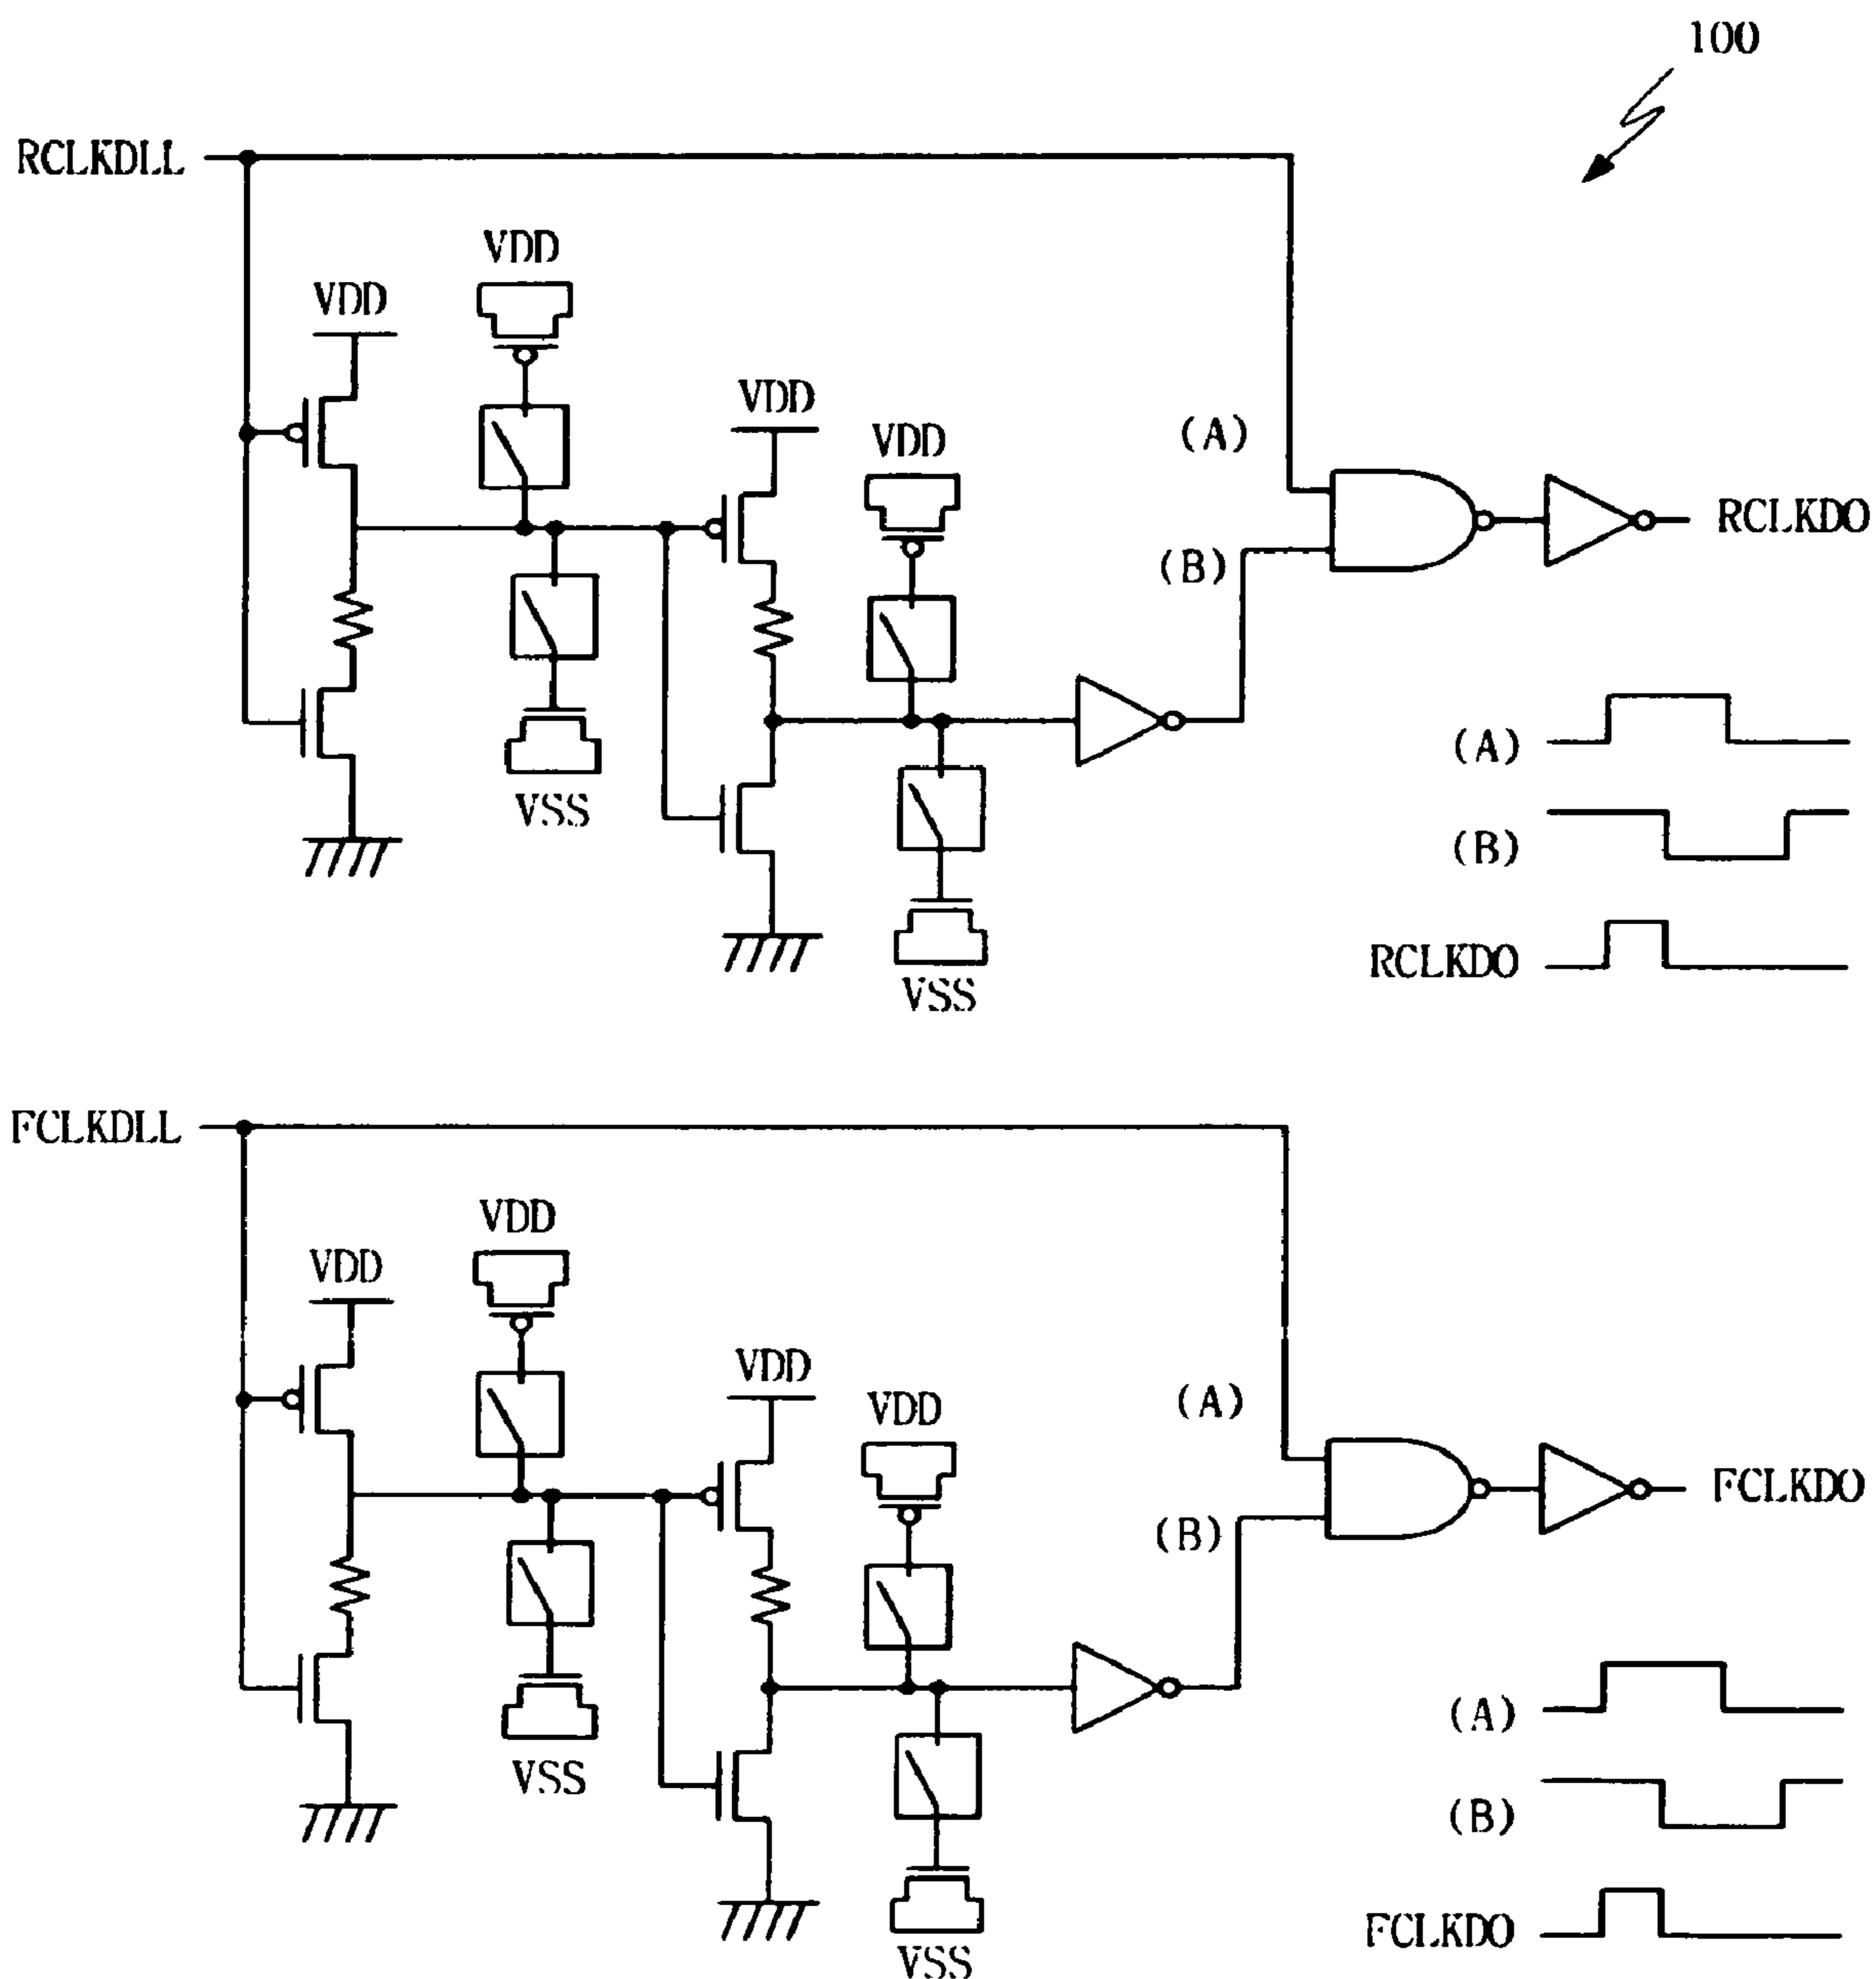 100
RCLKDLL
VDD
VDD
VDD
VDD
(A)
(B)
RCLKDO
VSS
VSS
(A)
(B)
RCLKDO
FCLKDLL
VDD
VDD
VDD
VDD
(A)
(B)
FCLKDO
VSS
VSS
(A)
(B)
FCLKDO